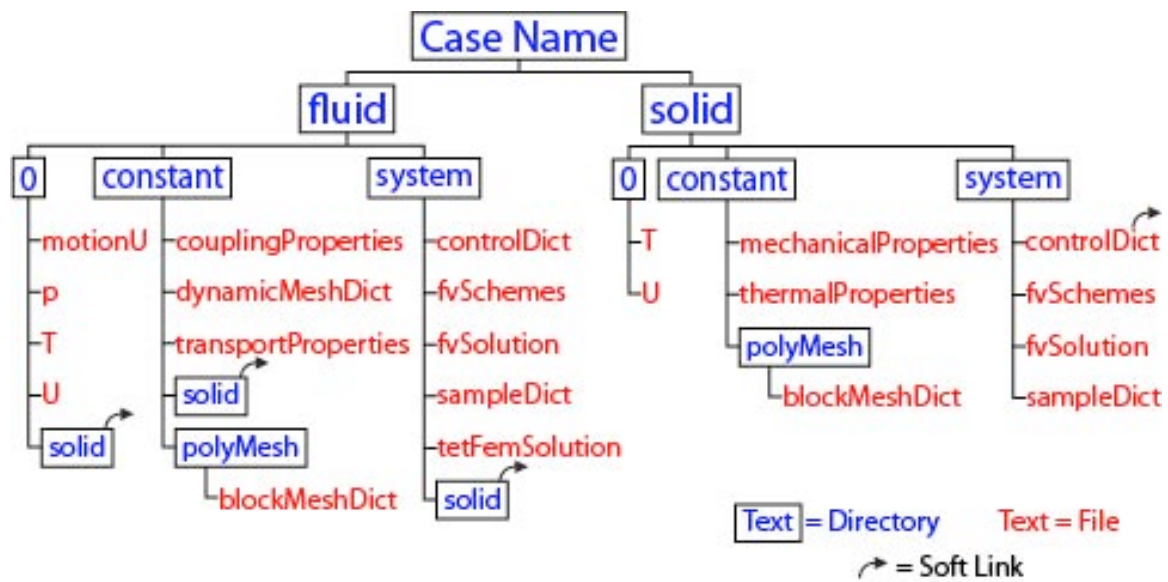 Case Name
fluid
solid
0
constant
system
0
constant
system
motionU
couplingProperties
controlDict
T
mechanicalProperties
controlDict
p
dynamicMeshDict
fvSchemes
U
thermalProperties
fvSchemes
T
transportProperties
fvSolution
polyMesh
fvSolution
U
solid
sampleDict
blockMeshDict
sampleDict
solid
polyMesh
tetFemSolution
blockMeshDict
solid
Text = Directory
Text = File
= Soft Link